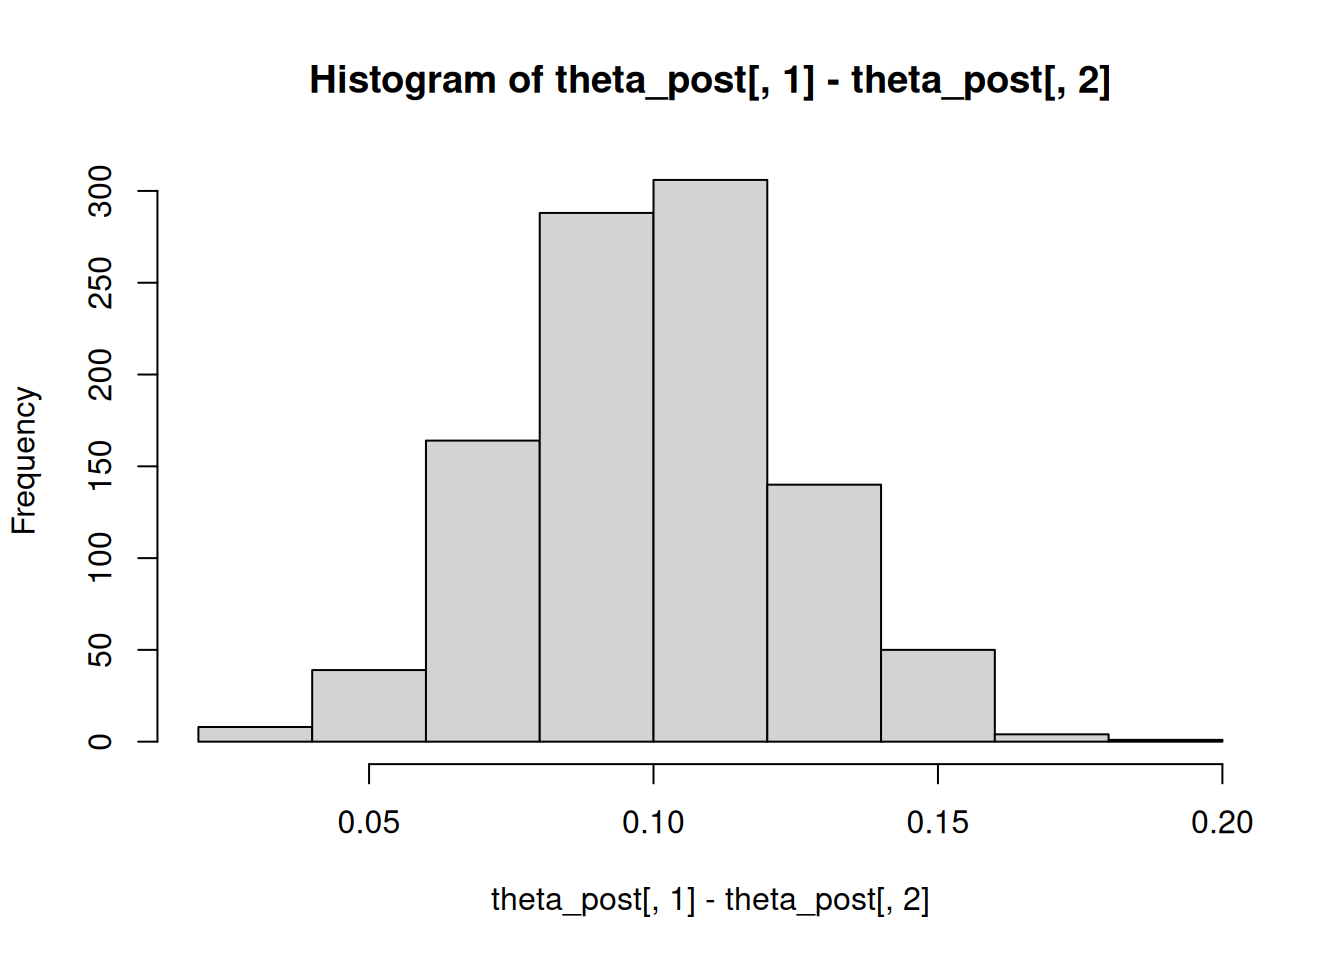 Histogram of theta_post[, 1] - theta_post[, 2]
Frequency
300
250
200
150
100
50
0
0.05 0.10 0.15 0.20
theta_post[, 1] - theta_post[, 2]